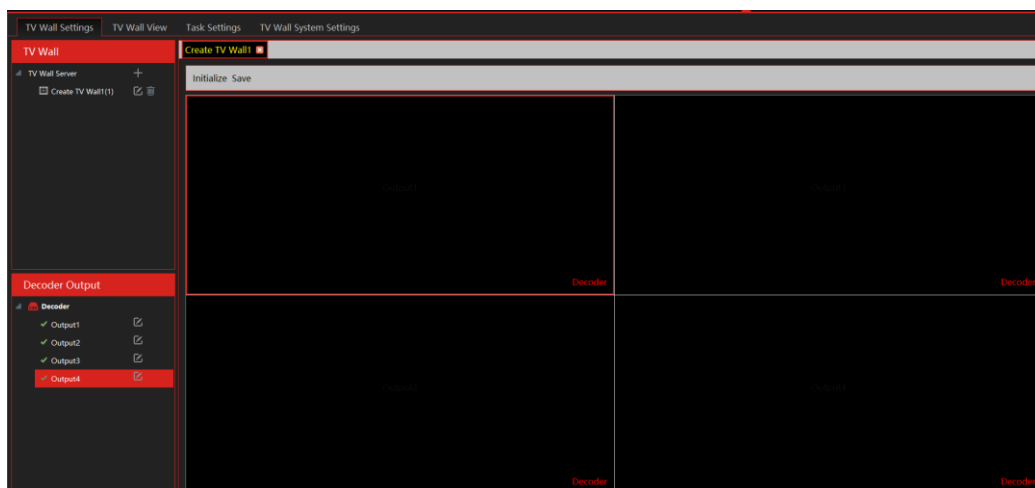 TV Wall Settings TV Wall View Task Settings TV Wall System Settings
TV Wall
Create TV Wall1
TV Wall Server
Create TV Wall1(1)
Initialize Save
Output1
Decoder
Decoder
Decoder Output
Decoder
Output1
Output2
Output3
Output4
Decoder
Decoder